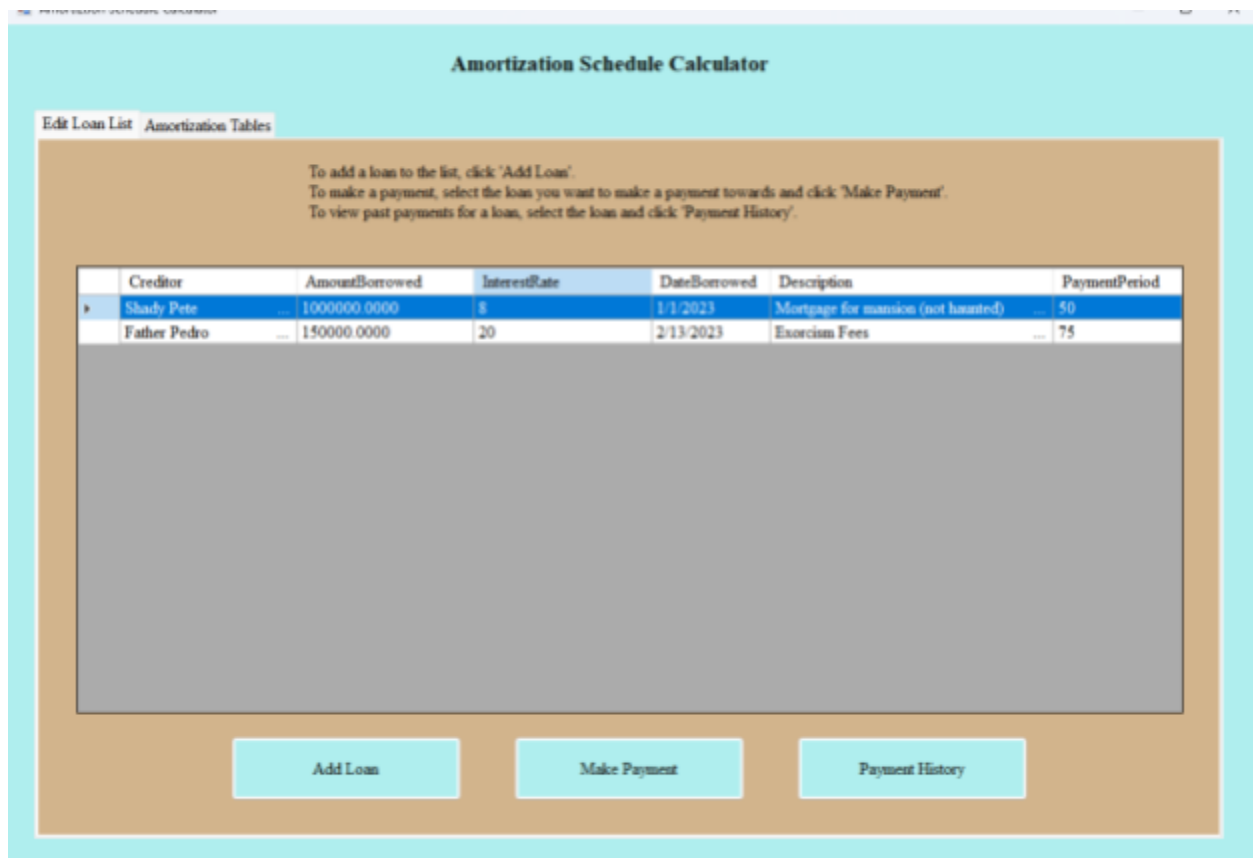 Amortization Schedule Calculator
Amortization Schedule Calculator
Edit Loan List Amortization Tables
To add a loan to the list, click 'Add Loan'.
To make a payment, select the loan you want to make a payment towards and click 'Make Payment'.
To view past payments for a loan, select the loan and click 'Payment History'.
Creditor AmountBorrowed InterestRate DateBorrowed Description PaymentPeriod
Shady Pete ... 1000000.0000 8 1/1/2023 Mortgage for mansion (not haunted) ... 50
Father Pedro ... 150000.0000 20 2/13/2023 Exorcism Fees ... 75
Add Loan Make Payment Payment History